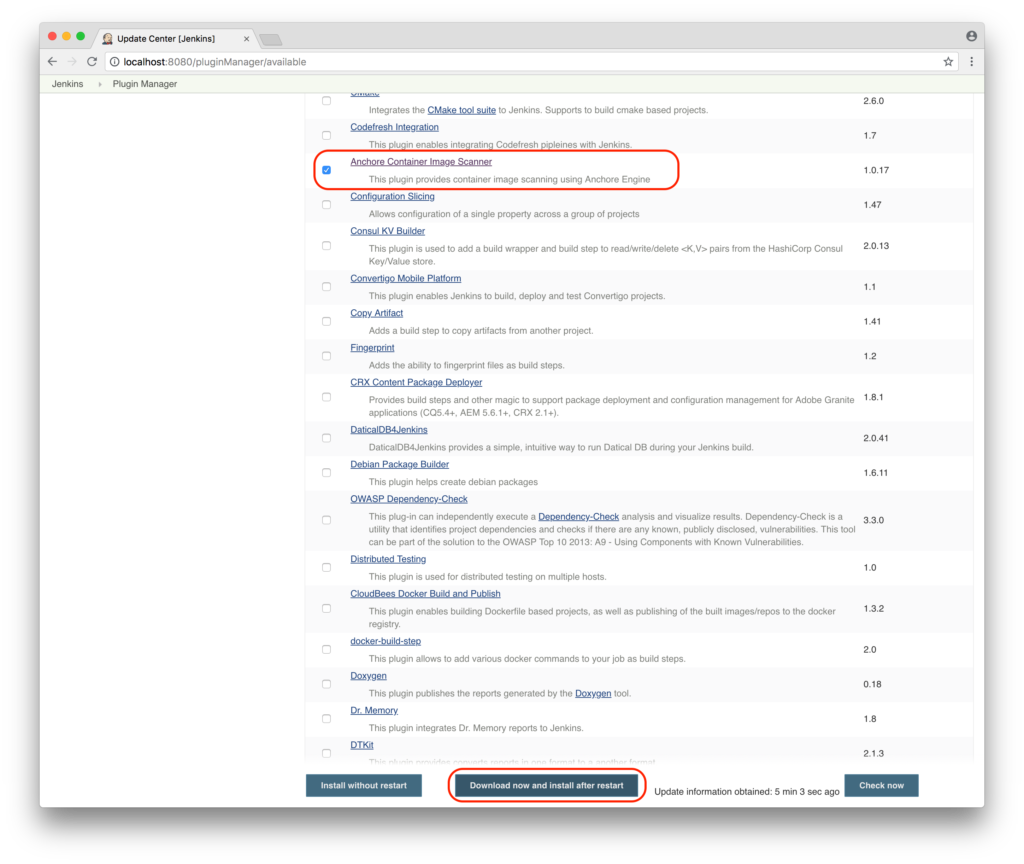 Update Center [Jenkins]
localhost:8080/pluginManager/available
Jenkins
Plugin Manager
CMake
2.6.0
Integrates the CMake tool suite to Jenkins. Supports to build cmake based projects.
Codefresh Integration
1.7
This plugin enables integrating Codefresh pipleines with Jenkins.
Anchore Container Image Scanner
1.0.17
This plugin provides container image scanning using Anchore Engine
Configuration Slicing
1.47
Allows configuration of a single property across a group of projects
Consul KV Builder
2.0.13
This plugin is used to add a build wrapper and build step to read/write/delete <K,V> pairs from the HashiCorp Consul
Key/Value store.
Convertigo Mobile Platform
1.1
This plugin enables Jenkins to build, deploy and test Convertigo projects.
Copy Artifact
1.41
Adds a build step to copy artifacts from another project.
Fingerprint
1.2
Adds the ability to fingerprint files as build steps.
CRX Content Package Deployer
1.8.1
Provides build steps and other magic to support package deployment and configuration management for Adobe Granite
applications (CQ5.4+, AEM 5.6.1+, CRX 2.1+).
DaticalDB4Jenkins
2.0.41
DaticalDB4Jenkins provides a simple, intuitive way to run Datical DB during your Jenkins build.
Debian Package Builder
1.6.11
This plugin helps create debian packages
OWASP Dependency-Check
3.3.0
This plug-in can independently execute a Dependency-Check analysis and visualize results. Dependency-Check is a
utility that identifies project dependencies and checks if there are any known, publicly disclosed, vulnerabilities. This tool
can be part of the solution to the OWASP Top 10 2013: A9 - Using Components with Known Vulnerabilities.
Distributed Testing
1.0
This plugin is used for distributed testing on multiple hosts.
CloudBees Docker Build and Publish
1.3.2
This plugin enables building Dockerfile based projects, as well as publishing of the built images/repos to the docker
registry.
docker-build-step
2.0
This plugin allows to add various docker commands to your job as build steps.
Doxygen
0.18
This plugin publishes the reports generated by the Doxygen tool.
Dr. Memory
1.8
This plugin integrates Dr. Memory reports to Jenkins.
DTKit
2.1.3
This plugin provides converts reports in one format to a another format
Install without restart
Download now and install after restart
Update information obtained: 5 min 3 sec ago
Check now